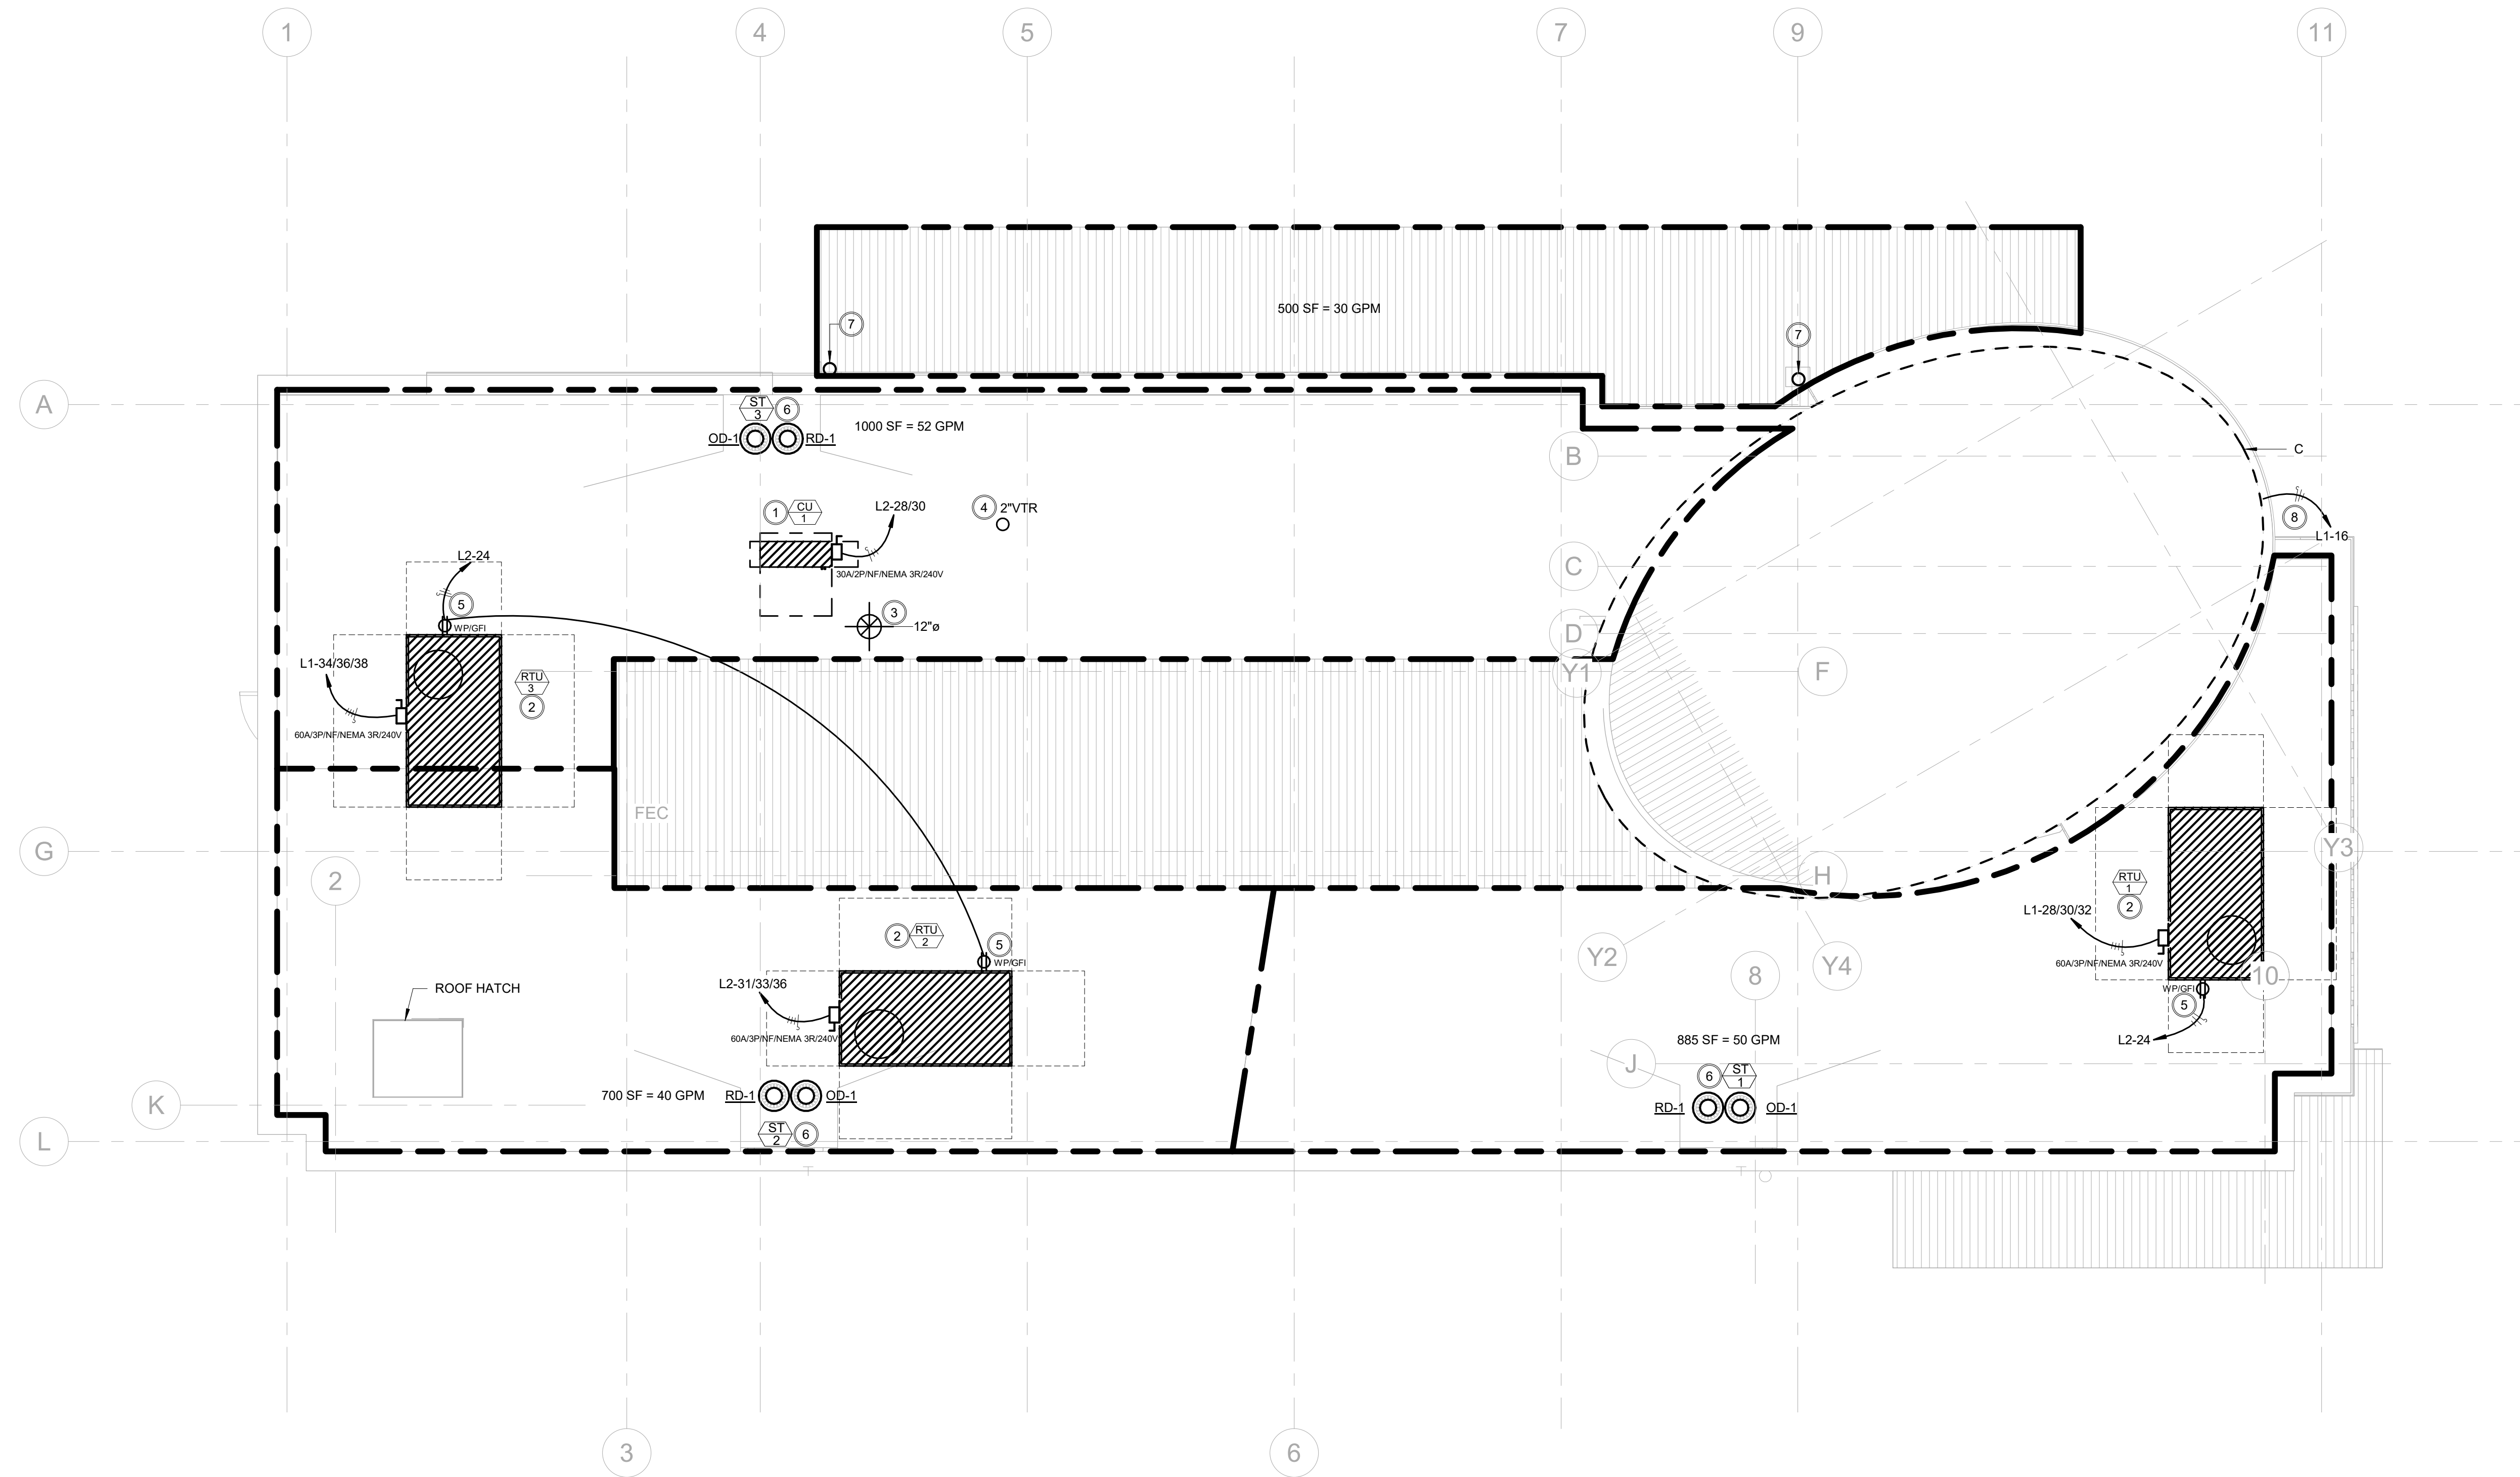 1
4
5
7
9
11
500 SF = 30 GPM
7
7
A
ST
3
6
1000 SF = 52 GPM
OD-1
RD-1
B
C
1
CU
1
L2-28/30
4
2"VTR
8
L1-16
L2-24
30A/2P/NF/NEMA 3R/240V
C
5
WP/GFI
3
12"ø
D
L1-34/36/38
RTU
3
2
Y1
F
60A/3P/NF/NEMA 3R/240V
FEC
G
Y3
2
H
RTU
1
2
L1-28/30/32
2
RTU
2
5
WP/GFI
Y2
Y4
60A/3P/NF/NEMA 3R/240V
8
10
ROOF HATCH
L2-31/33/36
WP/GFI
5
60A/3P/NF/NEMA 3R/240V
885 SF = 50 GPM
L2-24
J
6
ST
1
700 SF = 40 GPM
RD-1
OD-1
K
RD-1
OD-1
ST
2
6
L
3
6